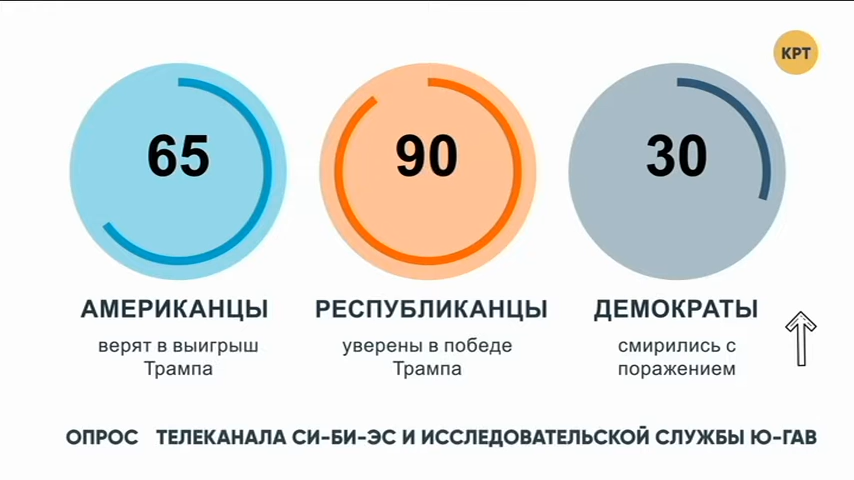 КРТ
65
90
30
АМЕРИКАНЦЫ
верят в выигрыш
Трампа
РЕСПУБЛИКАНЦЫ
уверены в победе
Трампа
ДЕМОКРАТЫ
смирились с
поражением
ОПРОС ТЕЛЕКАНАЛА СИ-БИ-ЭС И ИССЛЕДОВАТЕЛЬСКОЙ СЛУЖБЫ Ю-ГАВ